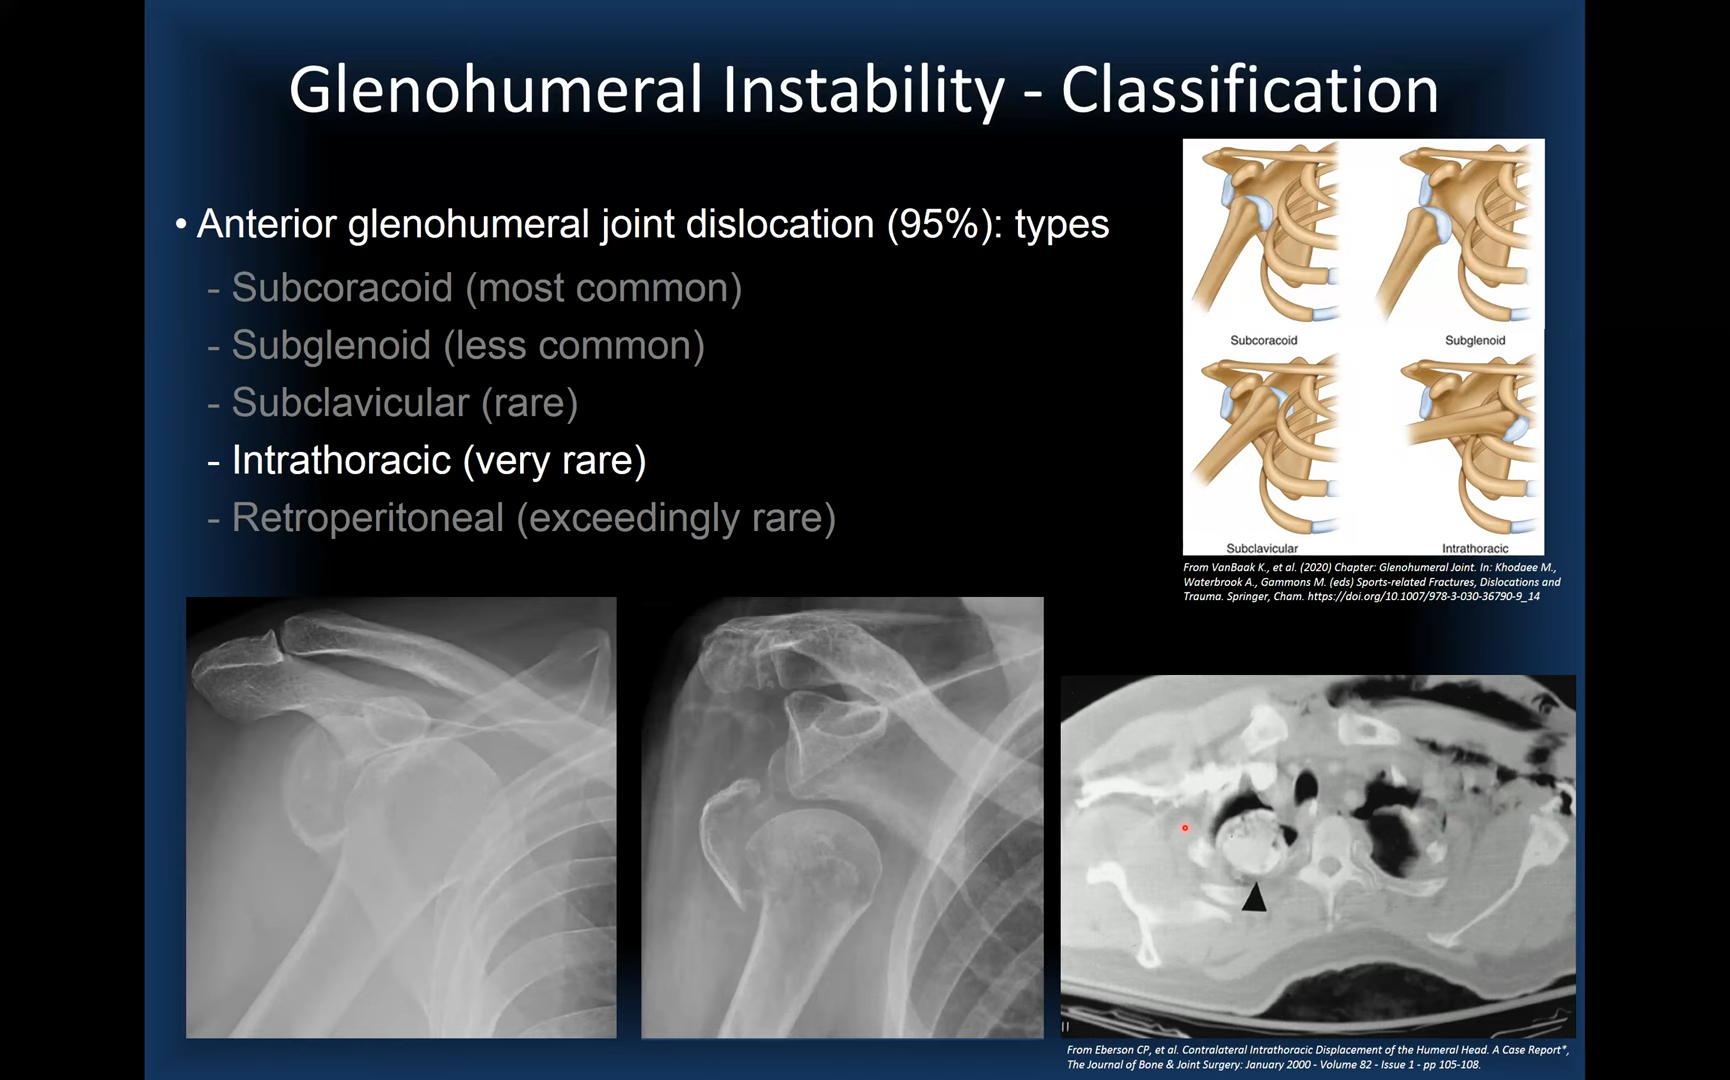 Glenohumeral Instability - Classification
• Anterior glenohumeral joint dislocation (95%): types
- Subcoracoid (most common)
- Subglenoid (less common)
- Subclavicular (rare)
- Intrathoracic (very rare)
- Retroperitoneal (exceedingly rare)
Subcoracoid
Subglenoid
Subclavicular
Intrathoracic
From VanBaak K., et al. (2020) Chapter: Glenohumeral Joint. In: Khodaee M.,
Waterbrook A., Gammons M. (eds) Sports-related Fractures, Dislocations and
Trauma. Springer, Cham. https://doi.org/10.1007/978-3-030-36790-9_14
From Eberson CP, et al. Contralateral Intrathoracic Displacement of the Humeral Head. A Case Report*,
The Journal of Bone & Joint Surgery: January 2000 - Volume 82 - Issue 1 - pp 105-108.